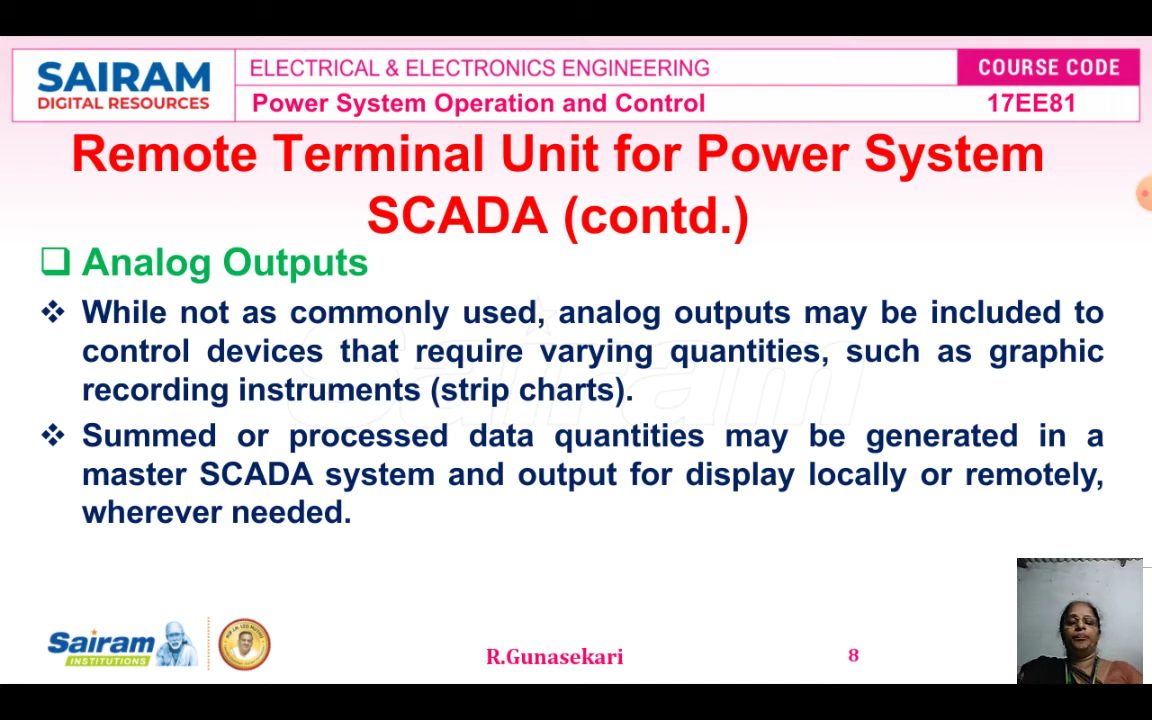 SAIRAM
DIGITAL RESOURCES
ELECTRICAL & ELECTRONICS ENGINEERING
COURSE CODE
Power System Operation and Control
17EE81
Remote Terminal Unit for Power System
SCADA (contd.)
Analog Outputs
While not as commonly used, analog outputs may be included to
control devices that require varying quantities, such as graphic
recording instruments (strip charts).
Summed or processed data quantities may be generated in a
master SCADA system and output for display locally or remotely,
wherever needed.
Sairam
Sairam
INSTITUTIONS
R.Gunasekari
8